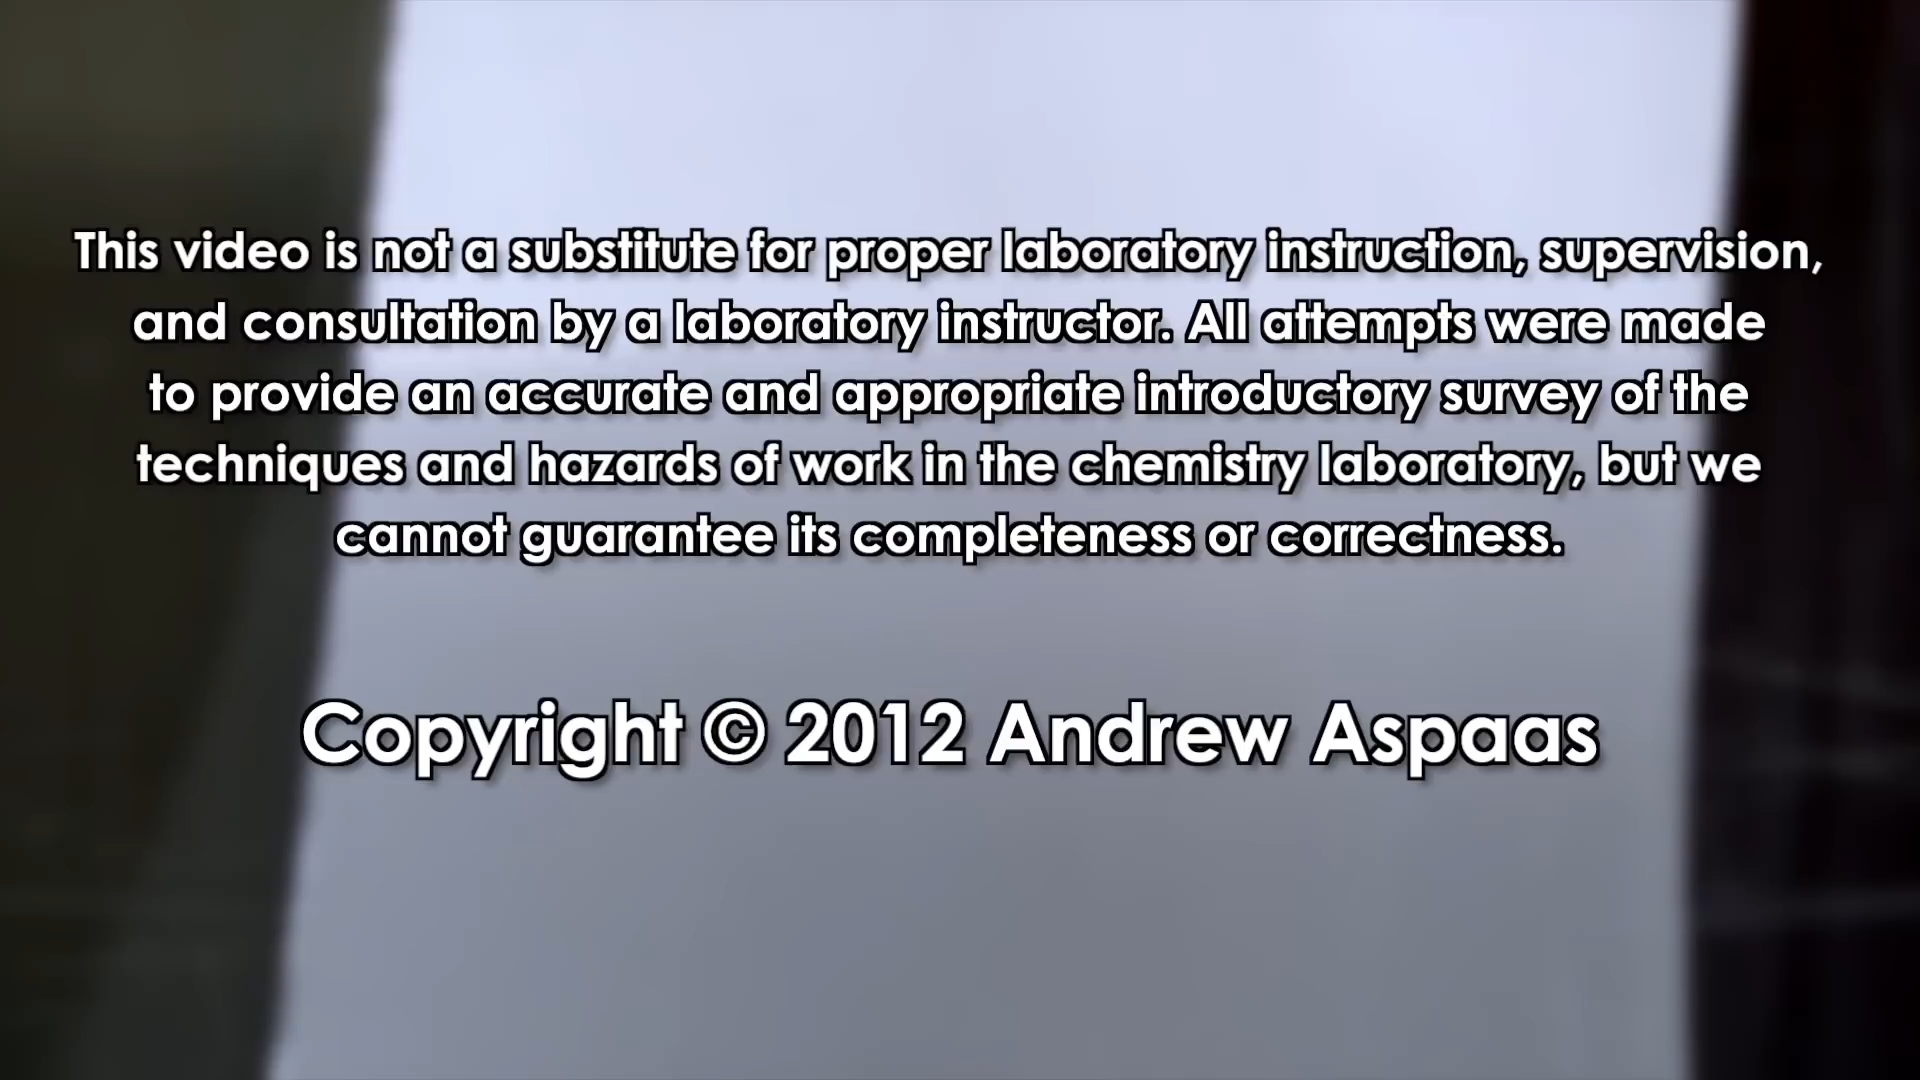 This video is not a substitute for proper laboratory instruction, supervision,
and consultation by a laboratory instructor. All attempts were made
to provide an accurate and appropriate introductory survey of the
techniques and hazards of work in the chemistry laboratory, but we
cannot guarantee its completeness or correctness.
Copyright © 2012 Andrew Aspaas